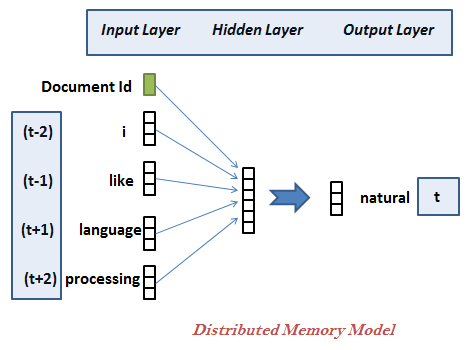 Input Layer Hidden Layer Output Layer
Document Id
(t-2) i
(t-1) like
natural t
(t+1) language
(t+2) processing
Distributed Memory Model